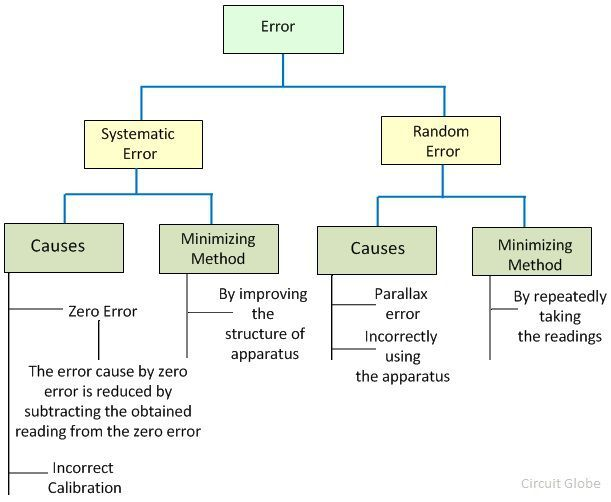 Error
Systematic
Error
Random
Error
Causes
Minimizing
Method
Causes
Minimizing
Method
Zero Error
The error cause by zero
error is reduced by
subtracting the obtained
reading from the zero error
Incorrect
Calibration
By improving
the
structure of
apparatus
Parallax
error
Incorrectly
using
the apparatus
By repeatedly
taking
the readings
Circuit Globe